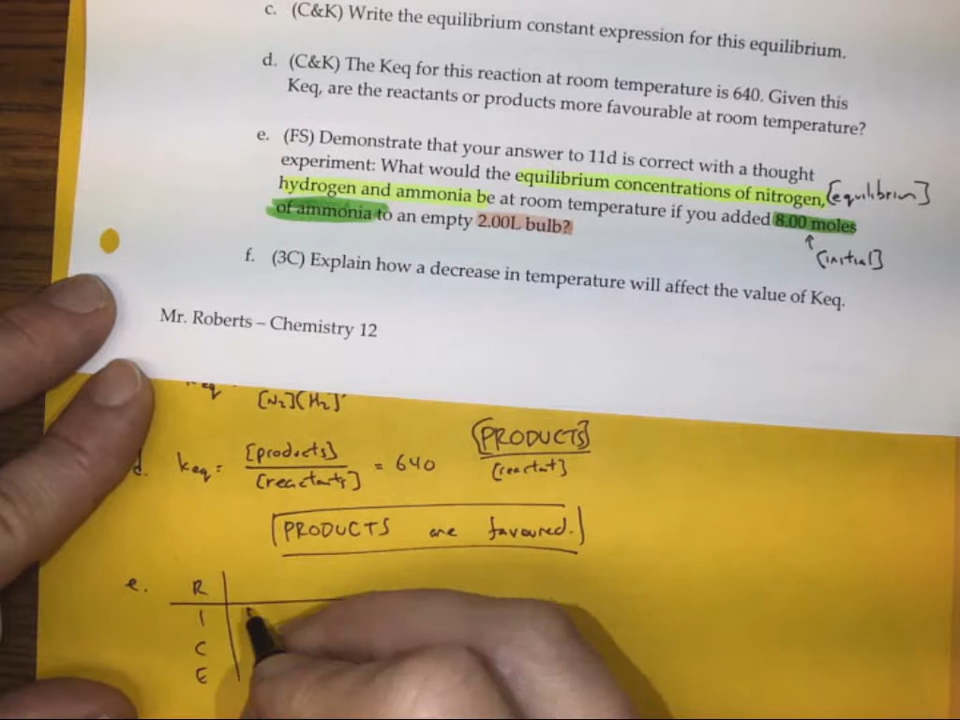 c. (C&K) Write the equilibrium constant expression for this equilibrium.
d. (C&K) The Keq for this reaction at room temperature is 640. Given this
Keq, are the reactants or products more favourable at room temperature?
e. (FS) Demonstrate that your answer to 11d is correct with a thought
experiment: What would the equilibrium concentrations of nitrogen, [equilibrium]
hydrogen and ammonia be at room temperature if you added 8.00 moles
of ammonia to an empty 2.00L bulb?
↑ [initial]
f. (3C) Explain how a decrease in temperature will affect the value of Keq.
Mr. Roberts – Chemistry 12
[N₂][H₂]
d. Keq = [products] / [reactants] = 640 [PRODUCTS] / [reactant]
PRODUCTS are favoured.
e. R
I
C
E